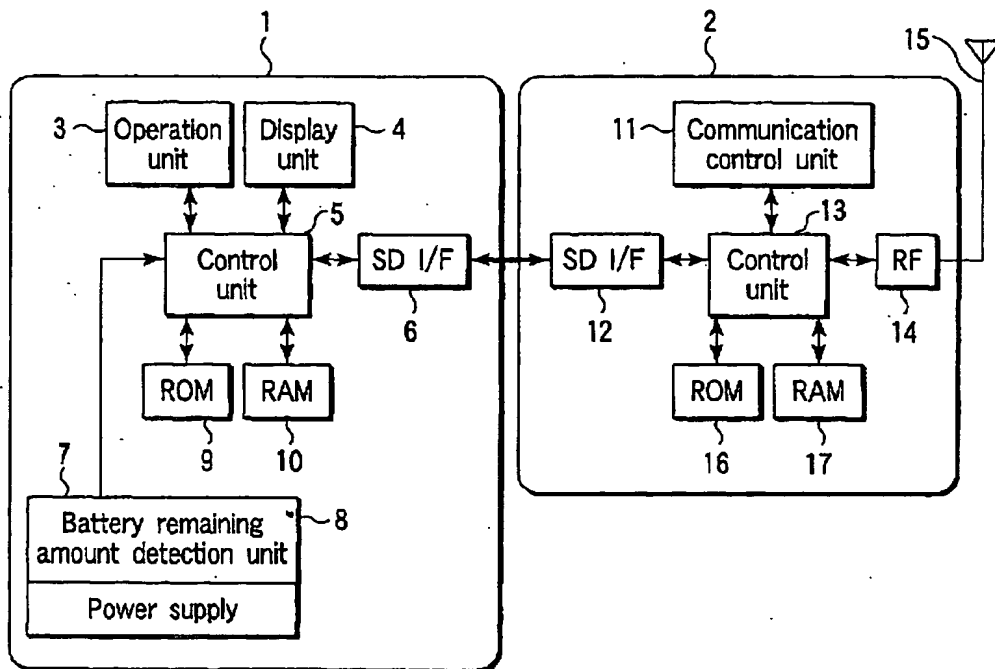 1
2
15
3
Operation
unit
Display
unit
4
11
Communication
control unit
5
Control
unit
SD I/F
6
SD I/F
12
13
Control
unit
RF
14
ROM
9
RAM
10
ROM
16
RAM
17
7
Battery remaining
amount detection unit
8
Power supply